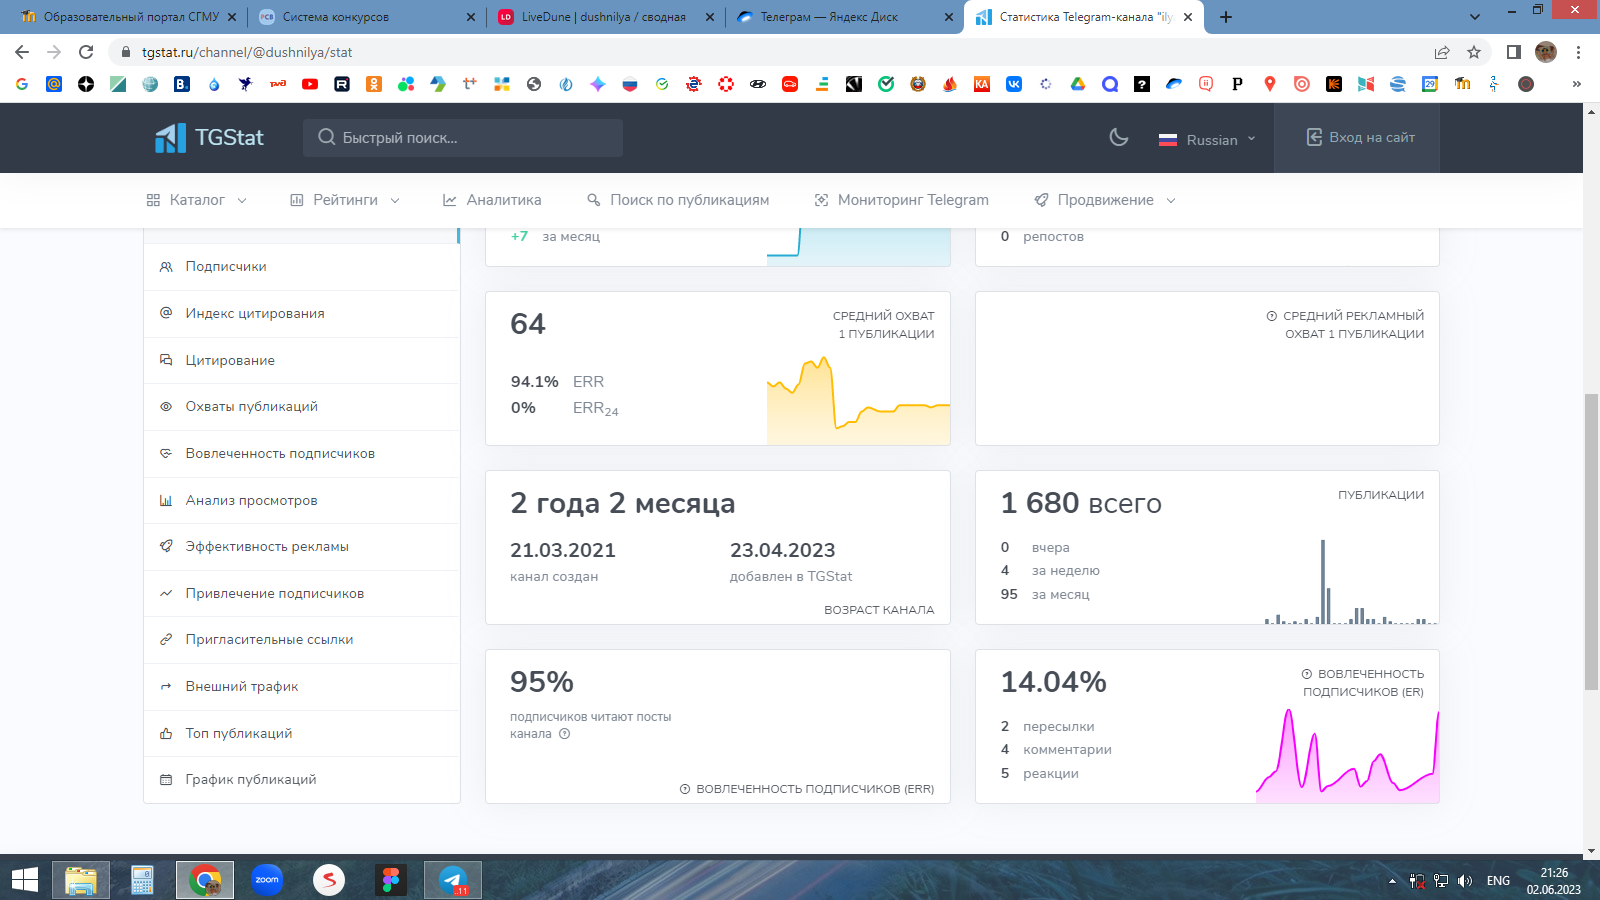 Образовательный портал СГМУ
Система конкурсов
LiveDune | dushnilya / сводная
Телеграм — Яндекс Диск
Статистика Telegram-канала "ily
tgstat.ru/channel/@dushnilya/stat
TGStat
Быстрый поиск...
Russian
Вход на сайт
Каталог
Рейтинги
Аналитика
Поиск по публикациям
Мониторинг Telegram
Продвижение
Подписчики
Индекс цитирования
Цитирование
Охваты публикаций
Вовлеченность подписчиков
Анализ просмотров
Эффективность рекламы
Привлечение подписчиков
Пригласительные ссылки
Внешний трафик
Топ публикаций
График публикаций
+7 за месяц
0 репостов
64
СРЕДНИЙ ОХВАТ
1 ПУБЛИКАЦИИ
94.1% ERR
0% ERR24
СРЕДНИЙ РЕКЛАМНЫЙ
ОХВАТ 1 ПУБЛИКАЦИИ
2 года 2 месяца
21.03.2021
канал создан
23.04.2023
добавлен в TGStat
ВОЗРАСТ КАНАЛА
1 680 всего
ПУБЛИКАЦИИ
0 вчера
4 за неделю
95 за месяц
95%
подписчиков читают посты
канала
ВОВЛЕЧЕННОСТЬ ПОДПИСЧИКОВ (ERR)
14.04%
ВОВЛЕЧЕННОСТЬ
ПОДПИСЧИКОВ (ER)
2 пересылки
4 комментарии
5 реакции
zoom
ENG
21:26
02.06.2023